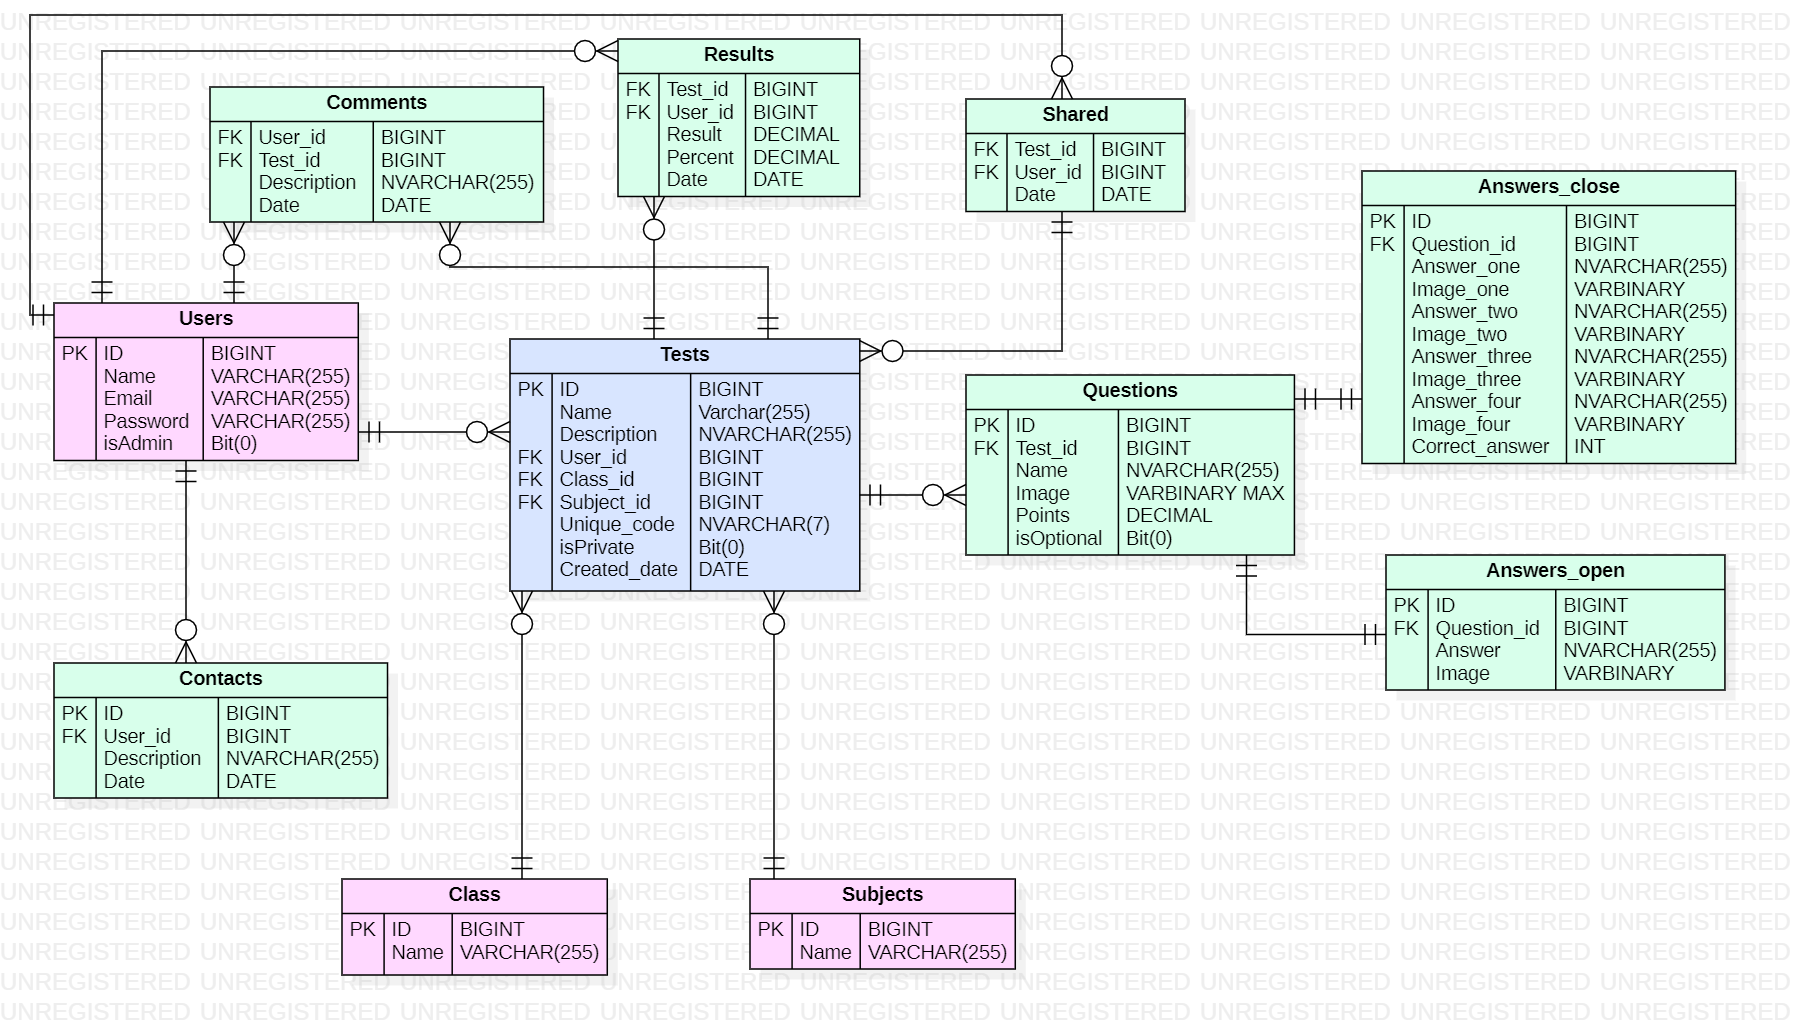 Results
FK Test_id BIGINT
FK User_id BIGINT
Result DECIMAL
Percent DECIMAL
Date DATE
Comments
FK User_id BIGINT
FK Test_id BIGINT
Description NVARCHAR(255)
Date DATE
Shared
FK Test_id BIGINT
FK User_id BIGINT
Date DATE
Answers_close
PK ID BIGINT
FK Question_id BIGINT
Answer_one NVARCHAR(255)
Image_one VARBINARY
Answer_two NVARCHAR(255)
Image_two VARBINARY
Answer_three NVARCHAR(255)
Image_three VARBINARY
Answer_four NVARCHAR(255)
Image_four VARBINARY
Correct_answer INT
Users
PK ID BIGINT
Name VARCHAR(255)
Email VARCHAR(255)
Password VARCHAR(255)
isAdmin Bit(0)
Tests
PK ID BIGINT
Name Varchar(255)
Description NVARCHAR(255)
FK User_id BIGINT
FK Class_id BIGINT
FK Subject_id BIGINT
Unique_code NVARCHAR(7)
isPrivate Bit(0)
Created_date DATE
Questions
PK ID BIGINT
FK Test_id BIGINT
Name NVARCHAR(255)
Image VARBINARY MAX
Points DECIMAL
isOptional Bit(0)
Answers_open
PK ID BIGINT
FK Question_id BIGINT
Answer NVARCHAR(255)
Image VARBINARY
Contacts
PK ID BIGINT
FK User_id BIGINT
Description NVARCHAR(255)
Date DATE
Class
PK ID BIGINT
Name VARCHAR(255)
Subjects
PK ID BIGINT
Name VARCHAR(255)
UNREGISTERED